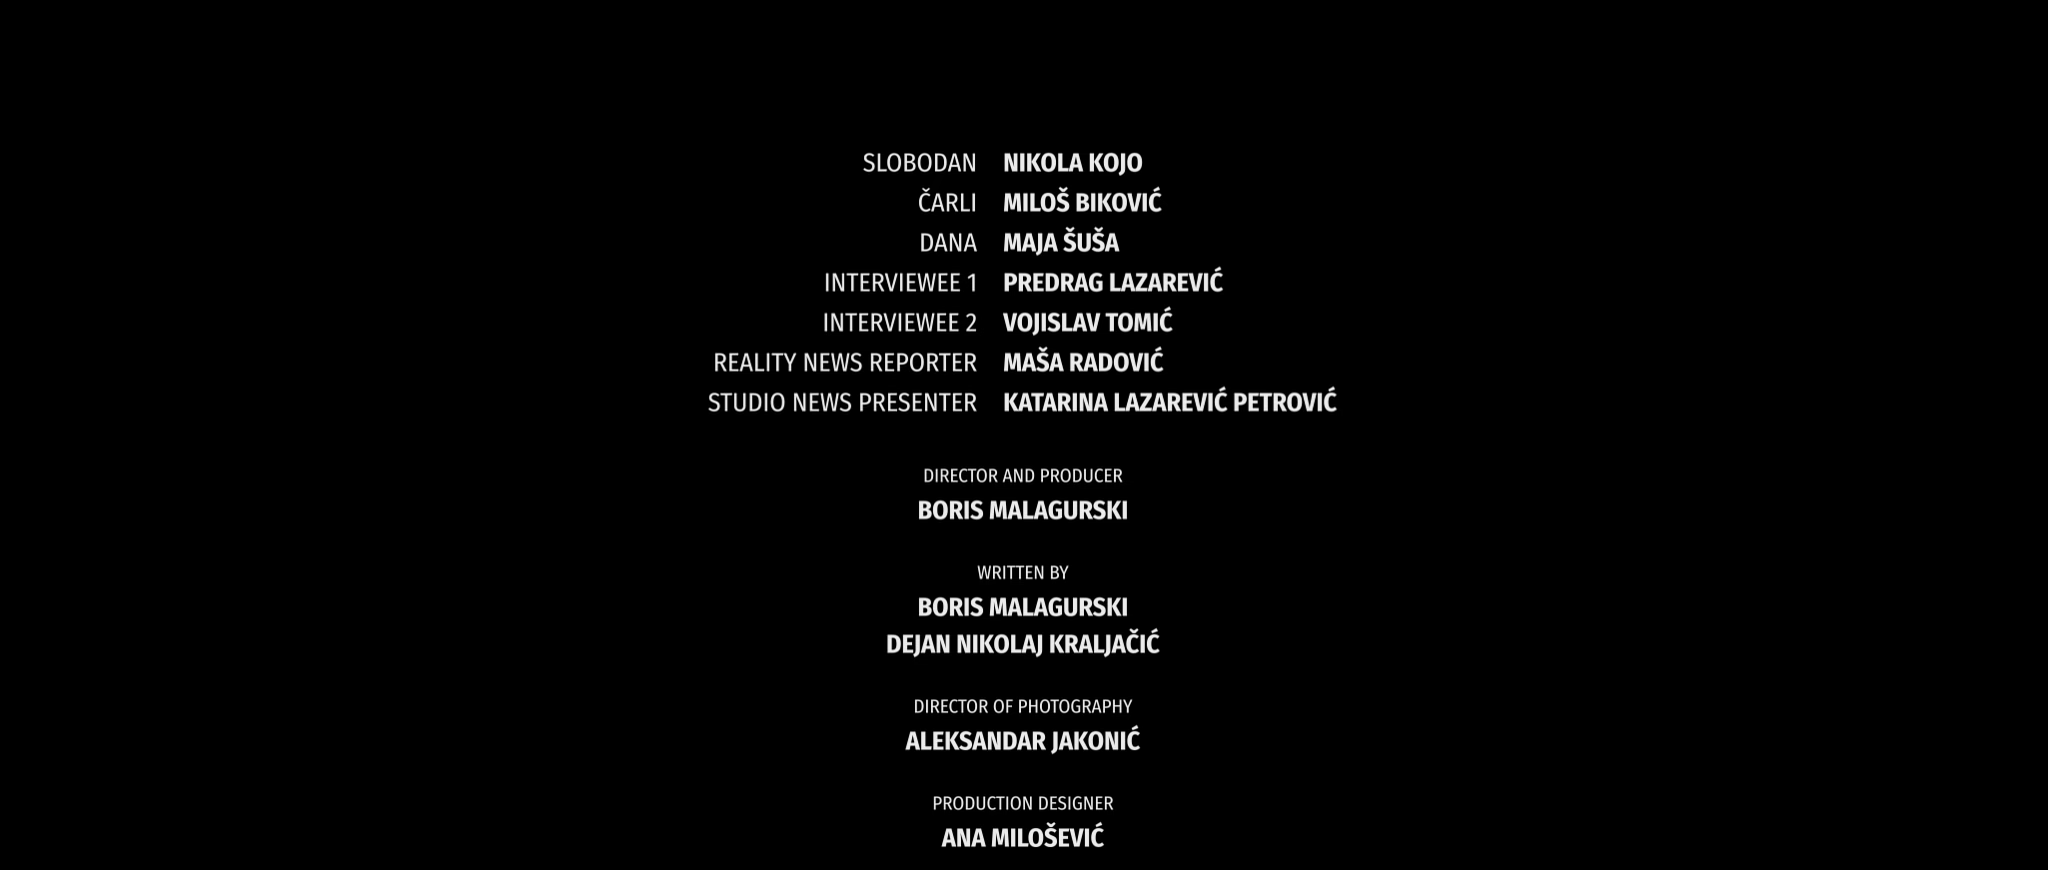 SLOBODAN NIKOLA KOJO
ČARLI MILOŠ BIKOVIĆ
DANA MAJA ŠUŠA
INTERVIEWEE 1 PREDRAG LAZAREVIĆ
INTERVIEWEE 2 VOJISLAV TOMIĆ
REALITY NEWS REPORTER MAŠA RADOVIĆ
STUDIO NEWS PRESENTER KATARINA LAZAREVIĆ PETROVIĆ
DIRECTOR AND PRODUCER
BORIS MALAGURSKI
WRITTEN BY
BORIS MALAGURSKI
DEJAN NIKOLAJ KRALJAČIĆ
DIRECTOR OF PHOTOGRAPHY
ALEKSANDAR JAKONIĆ
PRODUCTION DESIGNER
ANA MILOŠEVIĆ